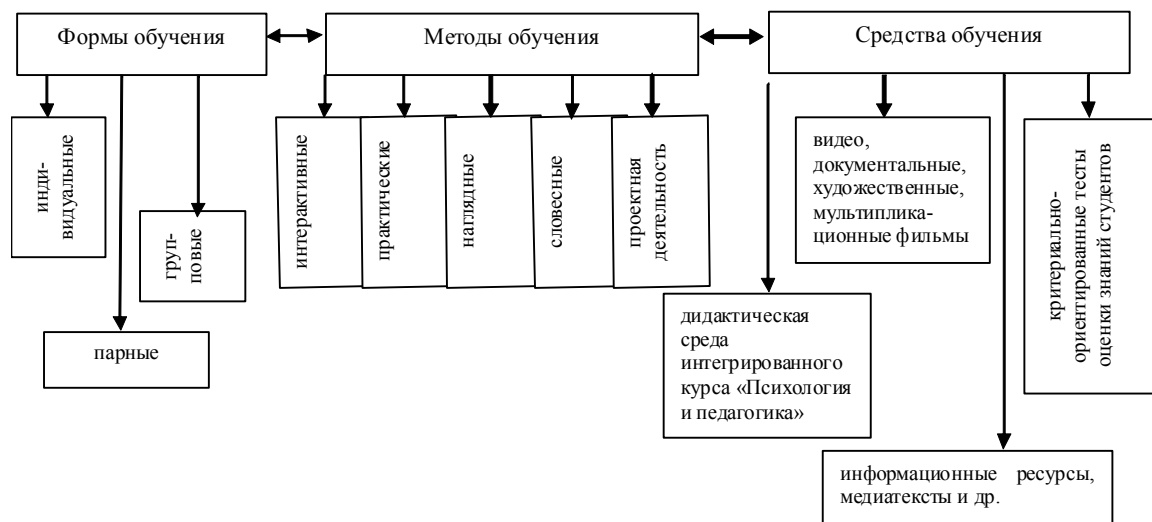 Формы обучения
Методы обучения
Средства обучения
инди-
видуальные
груп-
повые
парные
интерактивные
практические
наглядные
словесные
проектная
деятельность
видео,
документальные,
художественные,
мультиплика-
ционные фильмы
критериально-
ориентированные тесты
оценки знаний студентов
дидактическая
среда
интегрированного
курса «Психология
и педагогика»
информационные ресурсы,
медиатексты и др.